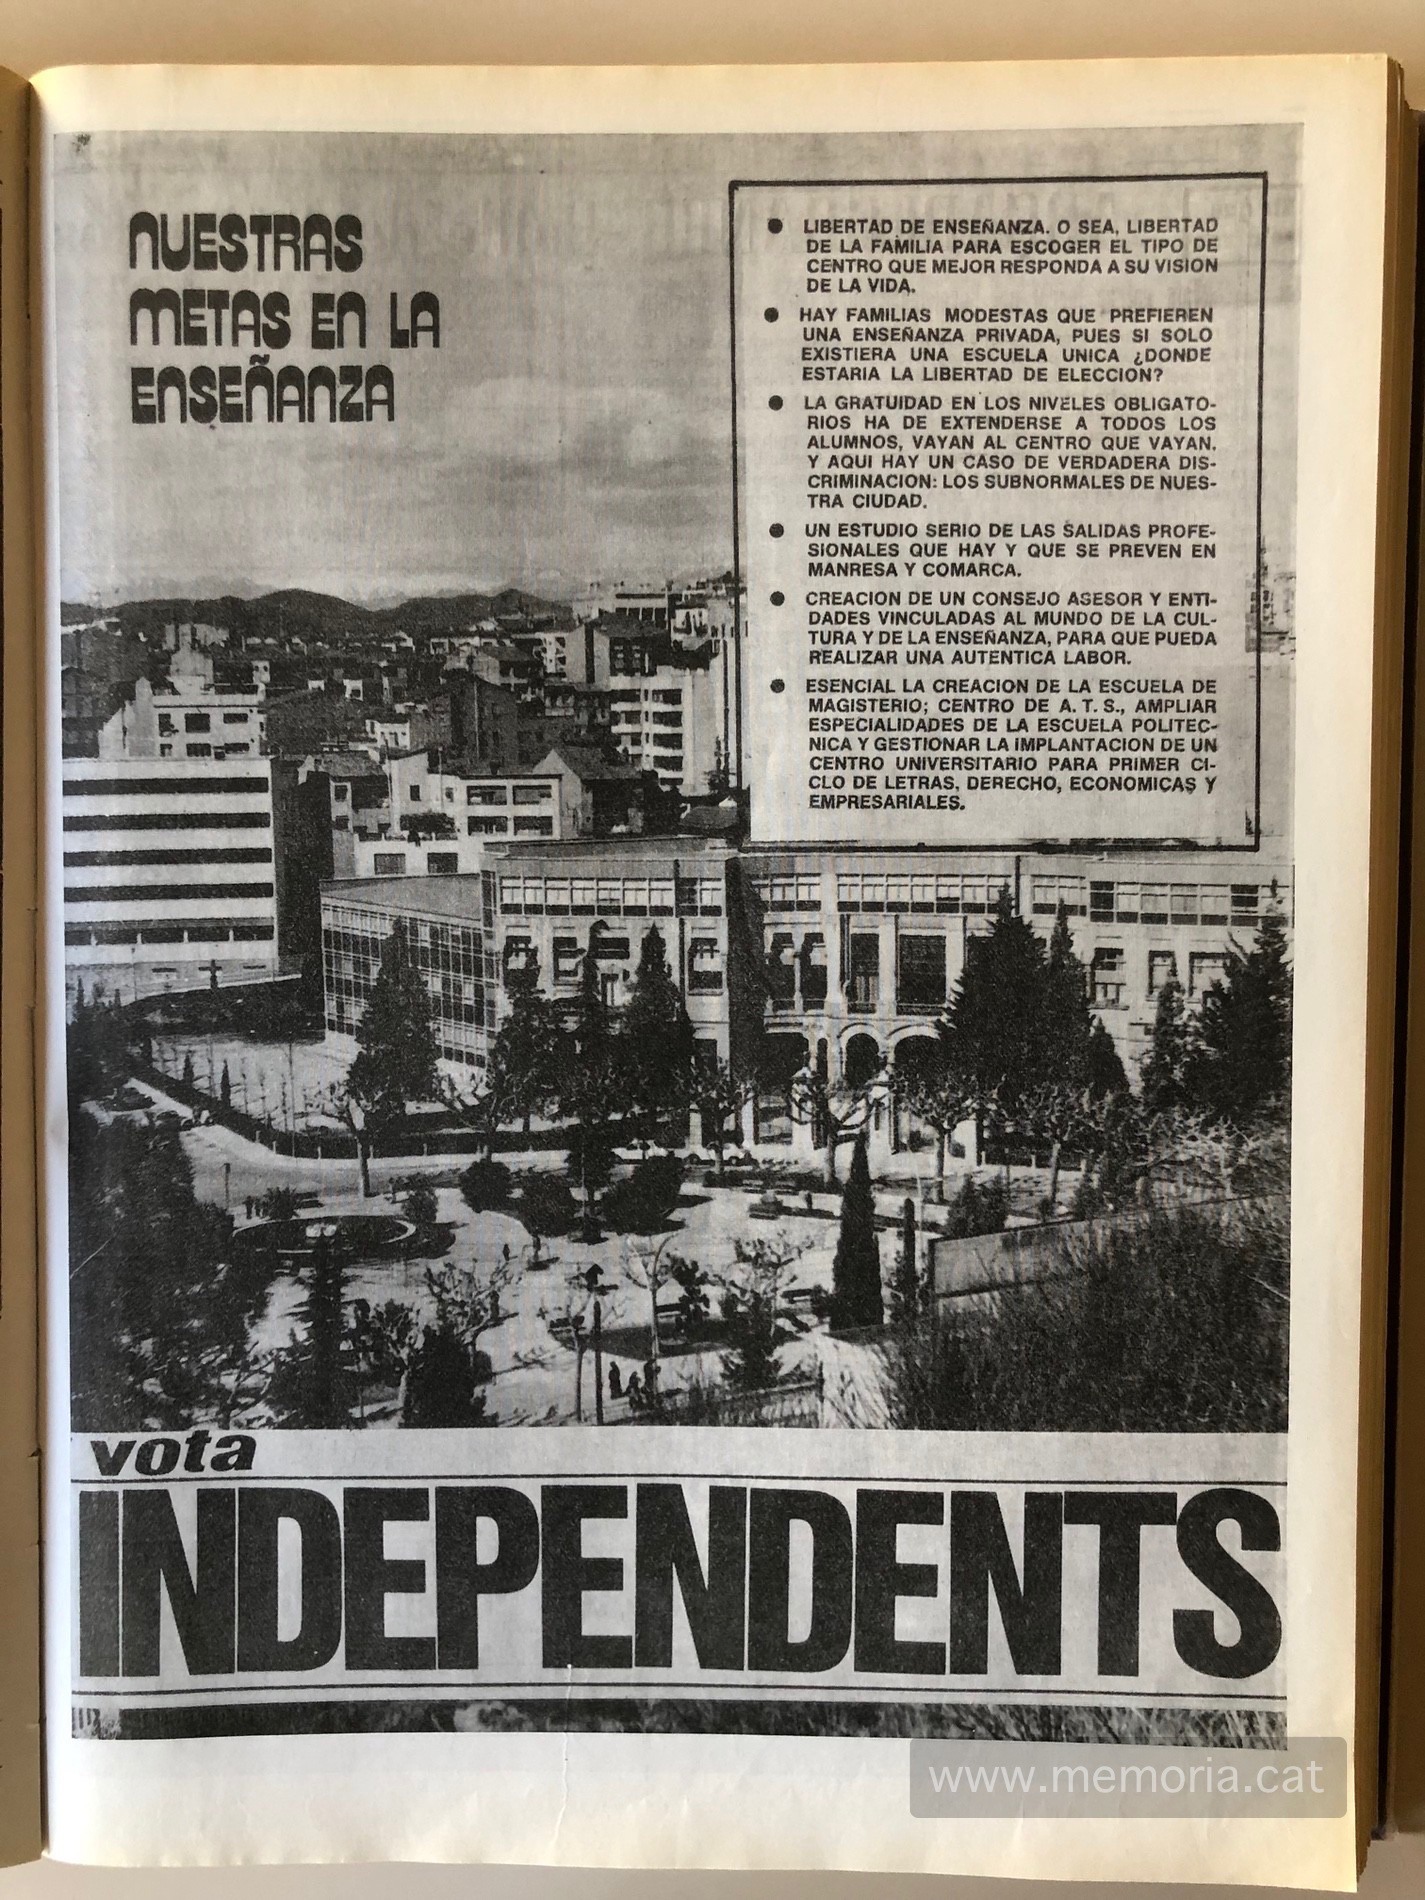 NUESTRAS
METAS EN LA
ENSEÑANZA
● LIBERTAD DE ENSEÑANZA. O SEA, LIBERTAD
DE LA FAMILIA PARA ESCOGER EL TIPO DE
CENTRO QUE MEJOR RESPONDA A SU VISION
DE LA VIDA.
● HAY FAMILIAS MODESTAS QUE PREFIEREN
UNA ENSEÑANZA PRIVADA, PUES SI SOLO
EXISTIERA UNA ESCUELA UNICA ¿DONDE
ESTARIA LA LIBERTAD DE ELECCION?
● LA GRATUIDAD EN LOS NIVELES OBLIGATO-
RIOS HA DE EXTENDERSE A TODOS LOS
ALUMNOS, VAYAN AL CENTRO QUE VAYAN.
Y AQUI HAY UN CASO DE VERDADERA DIS-
CRIMINACION: LOS SUBNORMALES DE NUES-
TRA CIUDAD.
● UN ESTUDIO SERIO DE LAS SALIDAS PROFE-
SIONALES QUE HAY Y QUE SE PREVEN EN
MANRESA Y COMARCA.
● CREACION DE UN CONSEJO ASESOR Y ENTI-
DADES VINCULADAS AL MUNDO DE LA CUL-
TURA Y DE LA ENSEÑANZA, PARA QUE PUEDA
REALIZAR UNA AUTENTICA LABOR.
● ESENCIAL LA CREACION DE LA ESCUELA DE
MAGISTERIO; CENTRO DE A.T.S., AMPLIAR
ESPECIALIDADES DE LA ESCUELA POLITEC-
NICA Y GESTIONAR LA IMPLANTACION DE UN
CENTRO UNIVERSITARIO PARA PRIMER CI-
CLO DE LETRAS, DERECHO, ECONOMICAS Y
EMPRESARIALES.
vota
INDEPENDENTS
www.memoria.cat